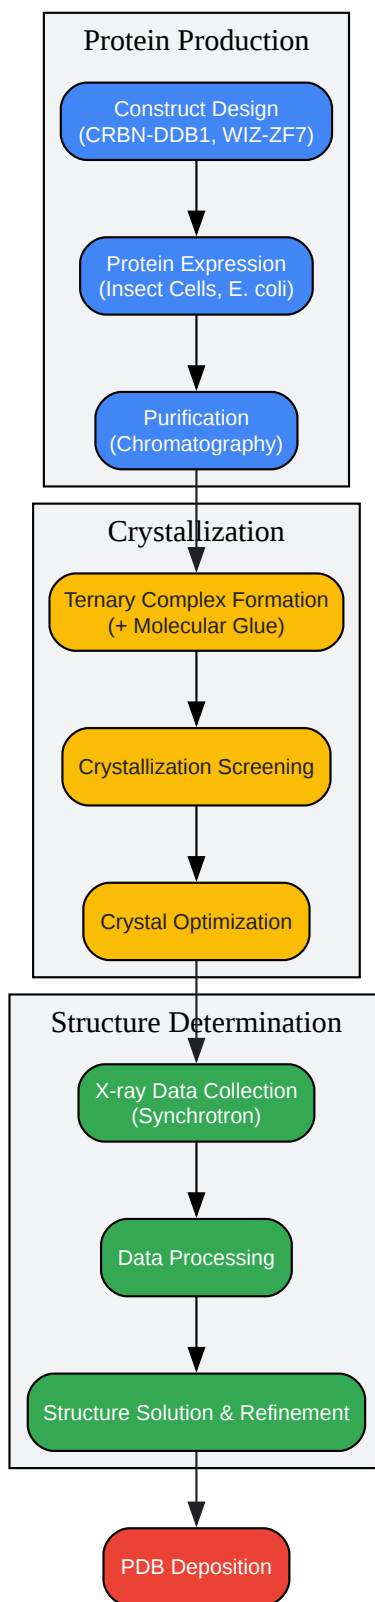 Protein Production
Construct Design
(CRBN-DDB1, WIZ-ZF7)
Protein Expression
(Insect Cells, E. coli)
Purification
(Chromatography)
Crystallization
Ternary Complex Formation
(+ Molecular Glue)
Crystallization Screening
Crystal Optimization
Structure Determination
X-ray Data Collection
(Synchrotron)
Data Processing
Structure Solution & Refinement
PDB Deposition